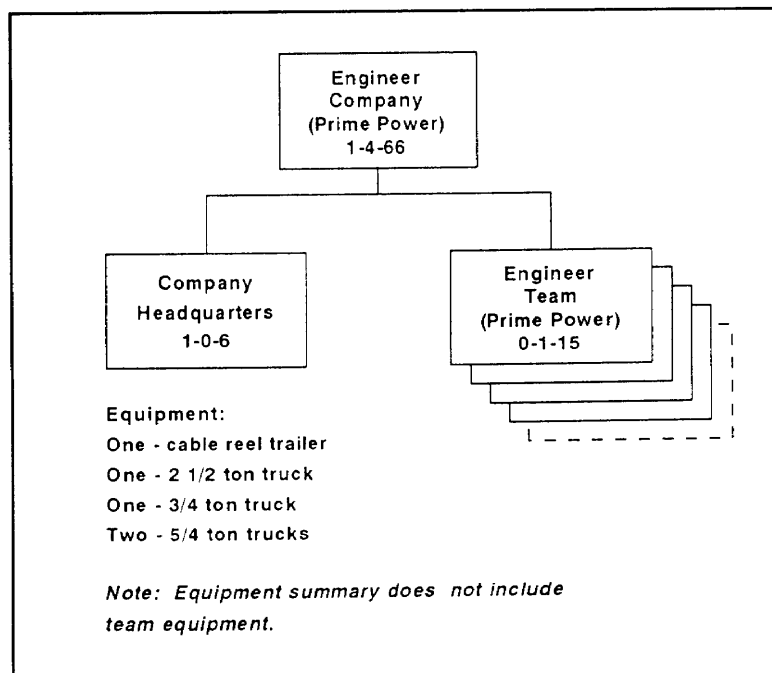 Engineer
Company
(Prime Power)
1-4-66
Company
Headquarters
1-0-6
Engineer
Team
(Prime Power)
0-1-15
Equipment:
One - cable reel trailer
One - 2 1/2 ton truck
One - 3/4 ton truck
Two - 5/4 ton trucks
Note: Equipment summary does not include
team equipment.